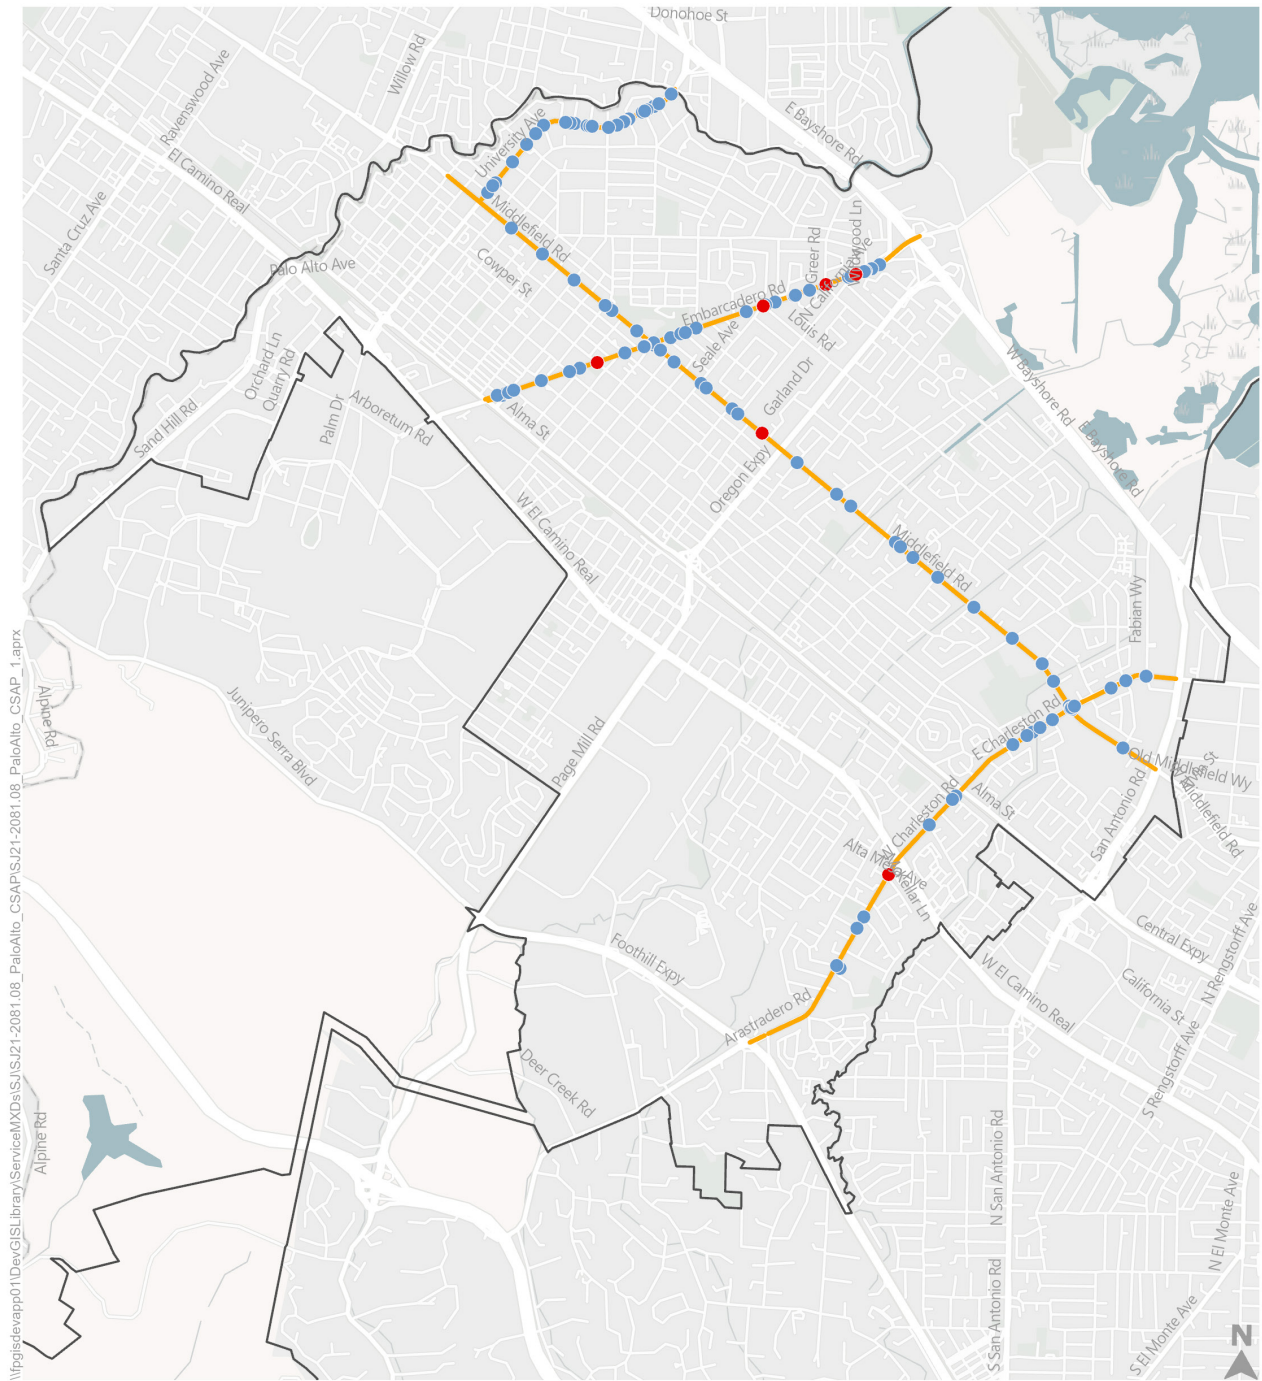 Donohoe St
Willow Rd
Ravenswood Ave
E Bayshore Rd
University Ave
El Camino Real
Santa Cruz Ave
Middlefield Rd
Palo Alto Ave
Cowper St
Greer Rd
Embarcadero Rd
Louis Rd
Seale Ave
W Bayshore Rd
Orchard Ln
Quarry Rd
Garland Dr
Palm Dr
Arboretum Rd
Sand Hill Rd
Alma St
E Bayshore Rd
Oregon Expy
W El Camino Real
Middlefield Rd
Fabian Wy
Alpine Rd
Junipero Serra Blvd
Page Mill Rd
E Charleston Rd
Old Middlefield Wy
W Charleston Rd
Alma St
San Antonio Rd
Middlefield Rd
Central Expy
N Rengstorff Ave
Foothill Expy
W El Camino Real
California St
Arastradero Rd
Deer Creek Rd
S Rengstorff Ave
Alpine Rd
N San Antonio Rd
N El Monte Ave
S San Antonio Rd
S El Monte Ave
N
\\fpgisdevapp01\DevGISLibrary\ServiceMXDs\SJ\SJ21-2081.08_PaloAlto_CSAP\SJ21-2081.08_PaloAlto_CSAP_1.aprx